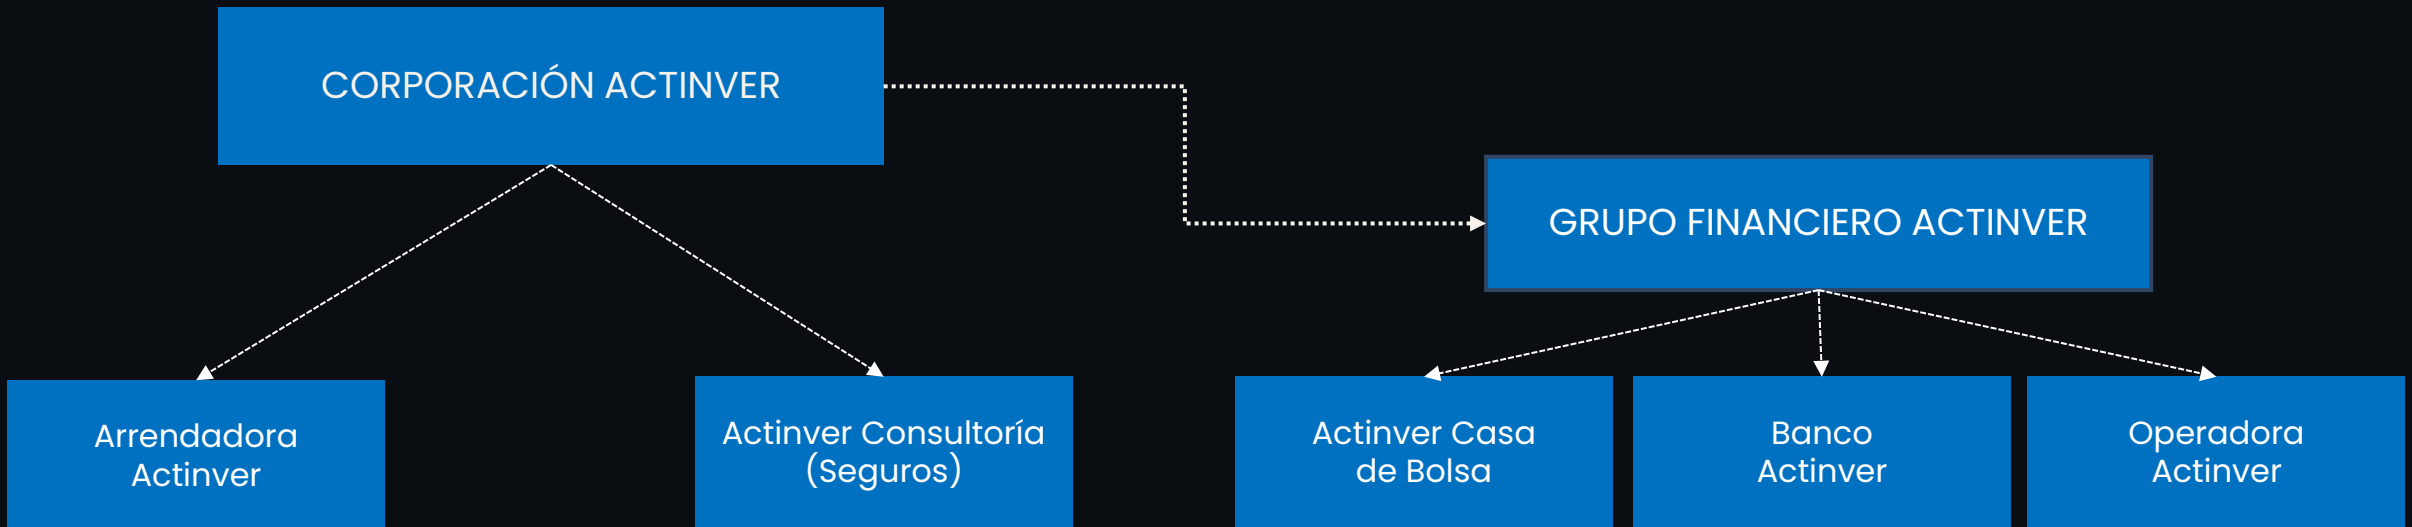 CORPORACIÓN ACTINVER
GRUPO FINANCIERO ACTINVER
Arrendadora
Actinver
Actinver Consultoría
(Seguros)
Actinver Casa
de Bolsa
Banco
Actinver
Operadora
Actinver